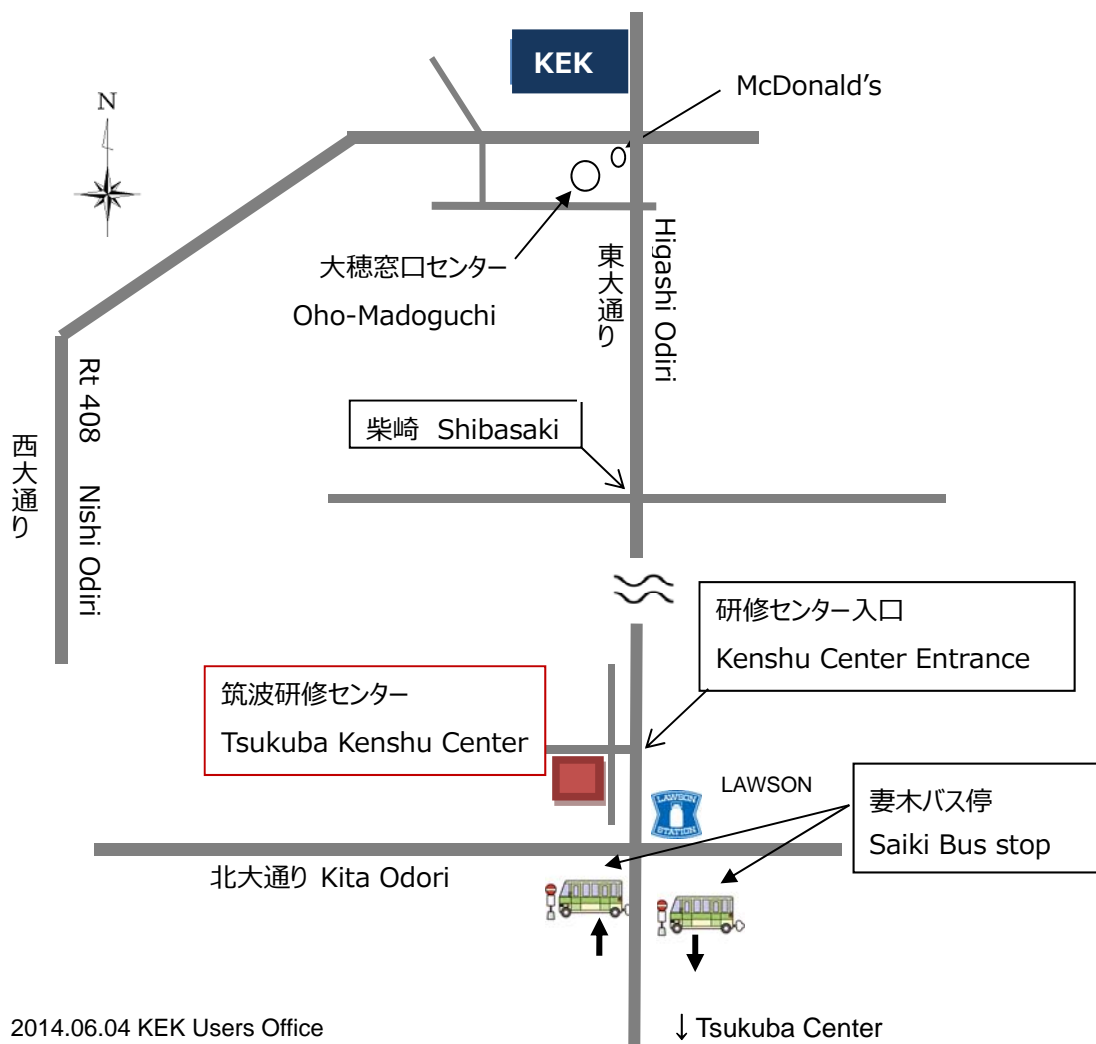 KEK
McDonald's
N
大穂窓口センター
Oho-Madoguchi
東大通り
Higashi Odiri
柴崎 Shibasaki
西大通り
Rt 408 Nishi Odiri
研修センター入口
Kenshu Center Entrance
筑波研修センター
Tsukuba Kenshu Center
LAWSON
LAWSON
STATION
妻木バス停
Saiki Bus stop
北大通り Kita Odori
2014.06.04 KEK Users Office
↓ Tsukuba Center